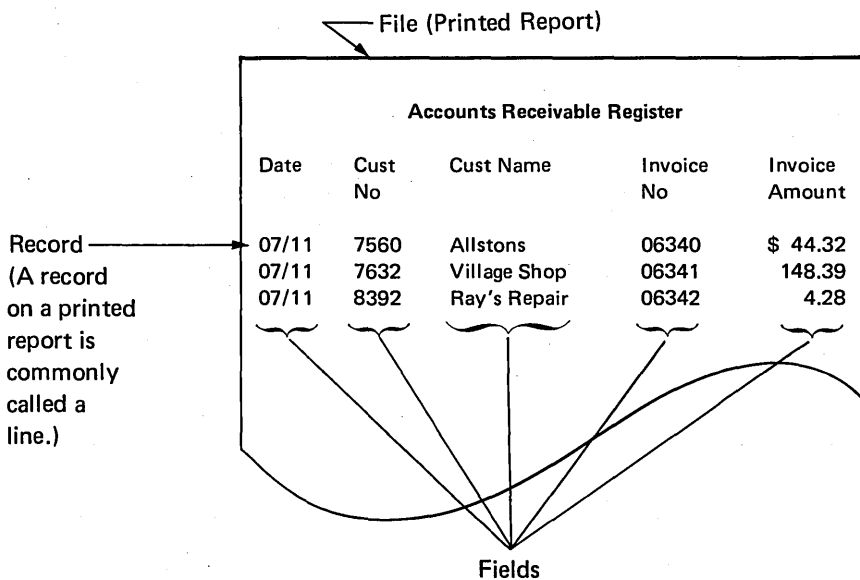 File (Printed Report)
Accounts Receivable Register
Date Cust No Cust Name Invoice No Invoice Amount
Record
(A record
on a printed
report is
commonly
called a
line.)
07/11 7560 Allstons 06340 $ 44.32
07/11 7632 Village Shop 06341 148.39
07/11 8392 Ray's Repair 06342 4.28
Fields